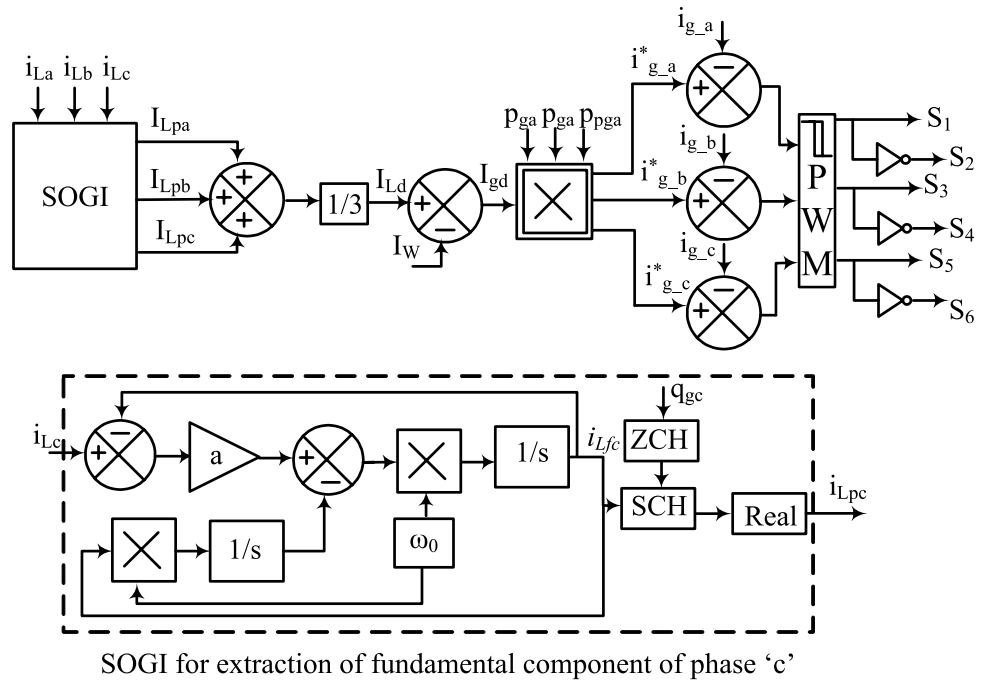 i_La i_Lb i_Lc
SOGI
I_Lpa
I_Lpb
I_Lpc
+
+
+
1/3
I_Ld
+
−
I_W
I_gd
p_ga p_ga p_pga
×
i*_g_a
i*_g_b
i*_g_c
i_g_a
−
+
i_g_b
−
+
i_g_c
−
+
P
W
M
S_1
S_2
S_3
S_4
S_5
S_6
i_Lc
−
+
a
+
−
×
1/s
i_Lfc
q_gc
ZCH
SCH
Real
i_Lpc
×
1/s
ω_0
SOGI for extraction of fundamental component of phase ‘c’